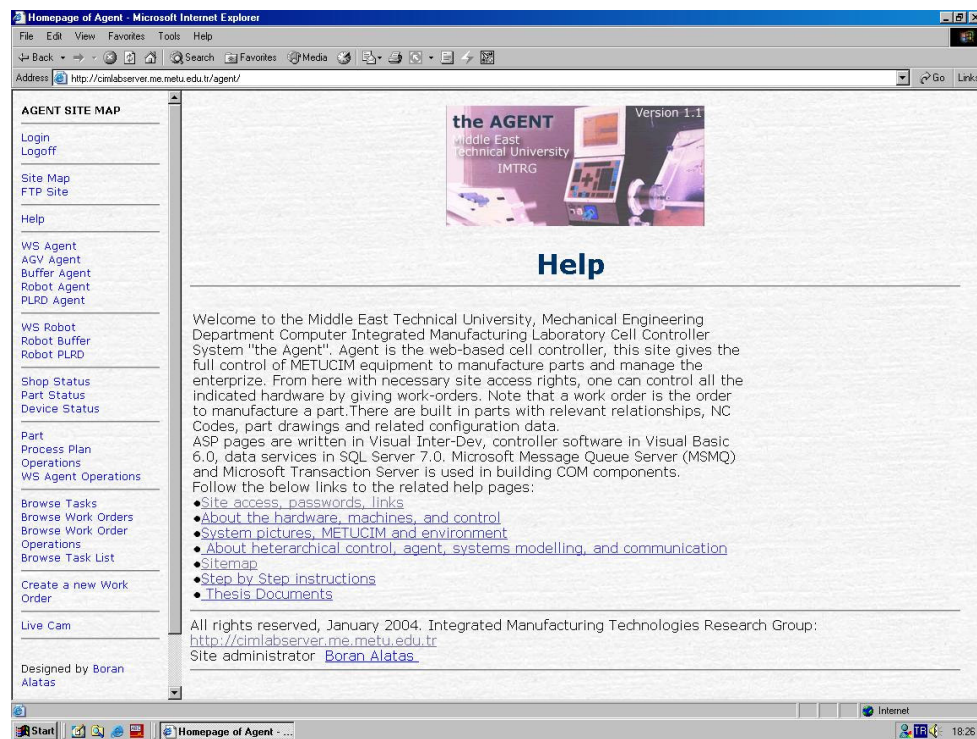 Homepage of Agent - Microsoft Internet Explorer
File Edit View Favorites Tools Help
Back Search Favorites Media
Address http://cimlabserver.me.metu.edu.tr/agent/ Go Links
AGENT SITE MAP
Login
Logoff
Site Map
FTP Site
Help
WS Agent
AGV Agent
Buffer Agent
Robot Agent
PLRD Agent
WS Robot
Robot Buffer
Robot PLRD
Shop Status
Part Status
Device Status
Part
Process Plan
Operations
WS Agent Operations
Browse Tasks
Browse Work Orders
Browse Work Order
Operations
Browse Task List
Create a new Work
Order
Live Cam
Designed by Boran
Alatas
the AGENT Version 1.1
Middle East
Technical University
IMTRG
Help
Welcome to the Middle East Technical University, Mechanical Engineering
Department Computer Integrated Manufacturing Laboratory Cell Controller
System "the Agent". Agent is the web-based cell controller, this site gives the
full control of METUCIM equipment to manufacture parts and manage the
enterprize. From here with necessary site access rights, one can control all the
indicated hardware by giving work-orders. Note that a work order is the order
to manufacture a part.There are built in parts with relevant relationships, NC
Codes, part drawings and related configuration data.
ASP pages are written in Visual Inter-Dev, controller software in Visual Basic
6.0, data services in SQL Server 7.0. Microsoft Message Queue Server (MSMQ)
and Microsoft Transaction Server is used in building COM components.
Follow the below links to the related help pages:
●Site access, passwords, links
●About the hardware, machines, and control
●System pictures, METUCIM and environment
● About heterarchical control, agent, systems modelling, and communication
●Sitemap
●Step by Step instructions
● Thesis Documents
All rights reserved, January 2004. Integrated Manufacturing Technologies Research Group:
http://cimlabserver.me.metu.edu.tr
Site administrator Boran Alatas
Internet
Start Homepage of Agent - ... TR 18:26